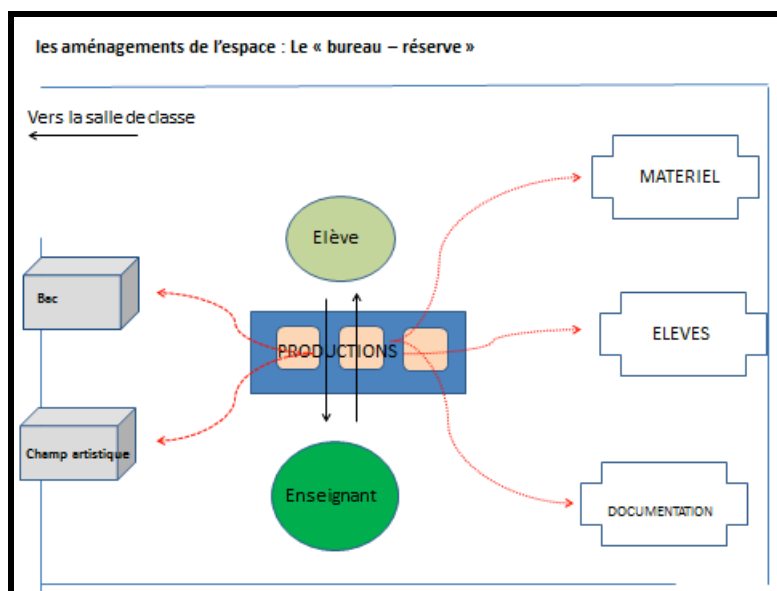 les aménagements de l'espace : Le « bureau – réserve »
Vers la salle de classe
MATERIEL
Elève
Bac
PRODUCTIONS
ELEVES
Champ artistique
Enseignant
DOCUMENTATION